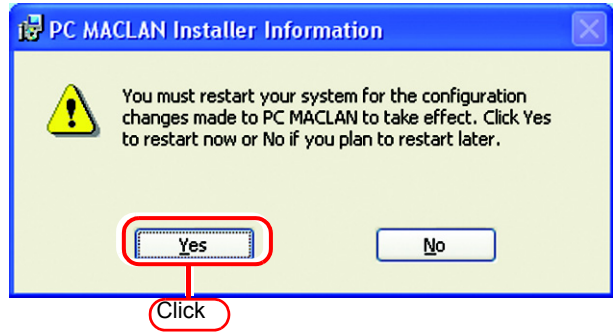 PC MACLAN Installer Information
You must restart your system for the configuration
changes made to PC MACLAN to take effect. Click Yes
to restart now or No if you plan to restart later.
Yes
No
Click